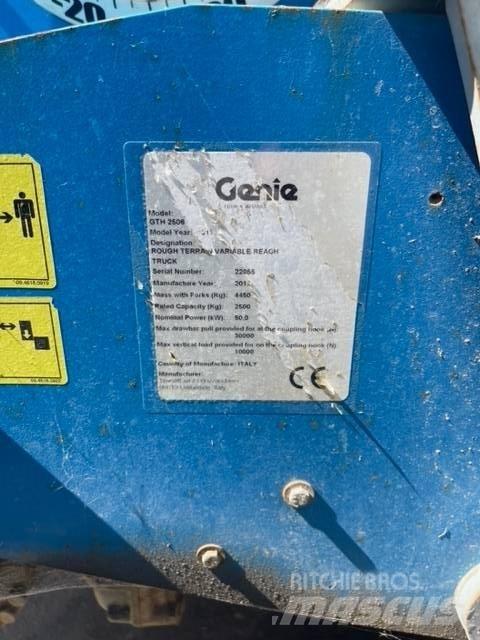 -20
Genie
Model:
GTH 2506
Model Year:
Designation
ROUGH TERRAIN VARIABLE REACH
TRUCK
Serial Number: 22055
Manufacture Year:
Mass with Forks (Kg): 4450
Rated Capacity (Kg): 2500
Nominal Power (kW): 50.0
Max drawbar pull provided for at the coupling hook (N)
30000
Max vertical load provided for on the coupling hook (N)
10000
Country of Manufacture: ITALY
Manufacturer:
CE
RITCHIE BROS.
MASCUS